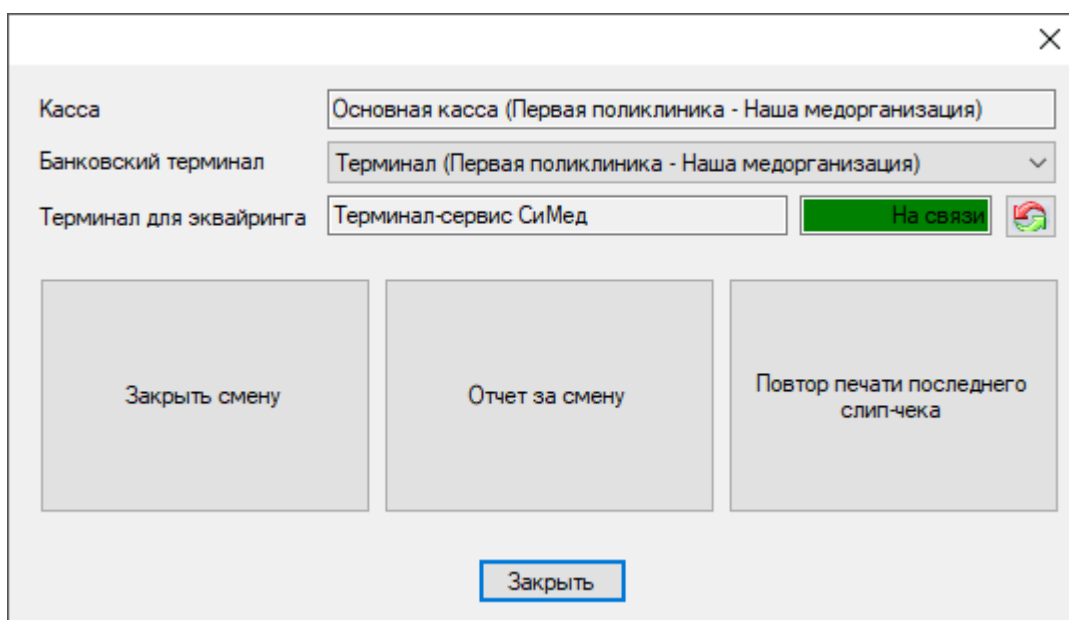 Касса
Основная касса (Первая поликлиника - Наша медорганизация)
Банковский терминал
Терминал (Первая поликлиника - Наша медорганизация)
Терминал для эквайринга
Терминал-сервис СиМед
На связи
Закрыть смену
Отчет за смену
Повтор печати последнего
слип-чека
Закрыть